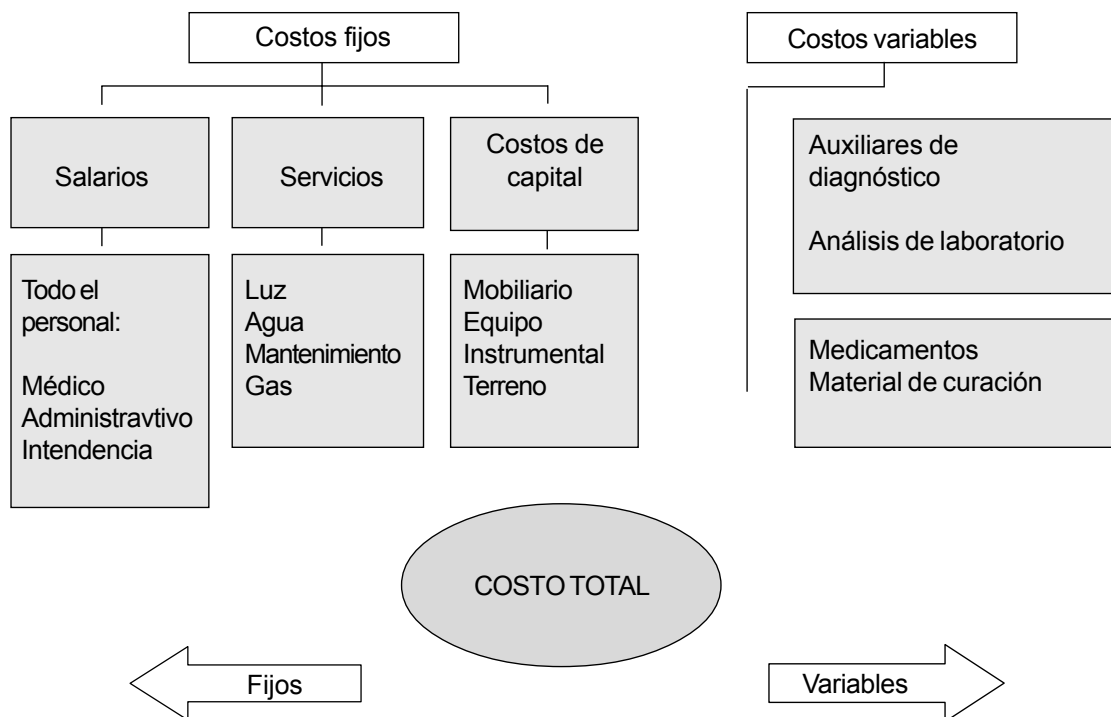 Costos fijos
Costos variables
Salarios
Servicios
Costos de
capital
Todo el
personal:
Médico
Administravtivo
Intendencia
Luz
Agua
Mantenimiento
Gas
Mobiliario
Equipo
Instrumental
Terreno
Auxiliares de
diagnóstico
Análisis de laboratorio
Medicamentos
Material de curación
COSTO TOTAL
Fijos
Variables